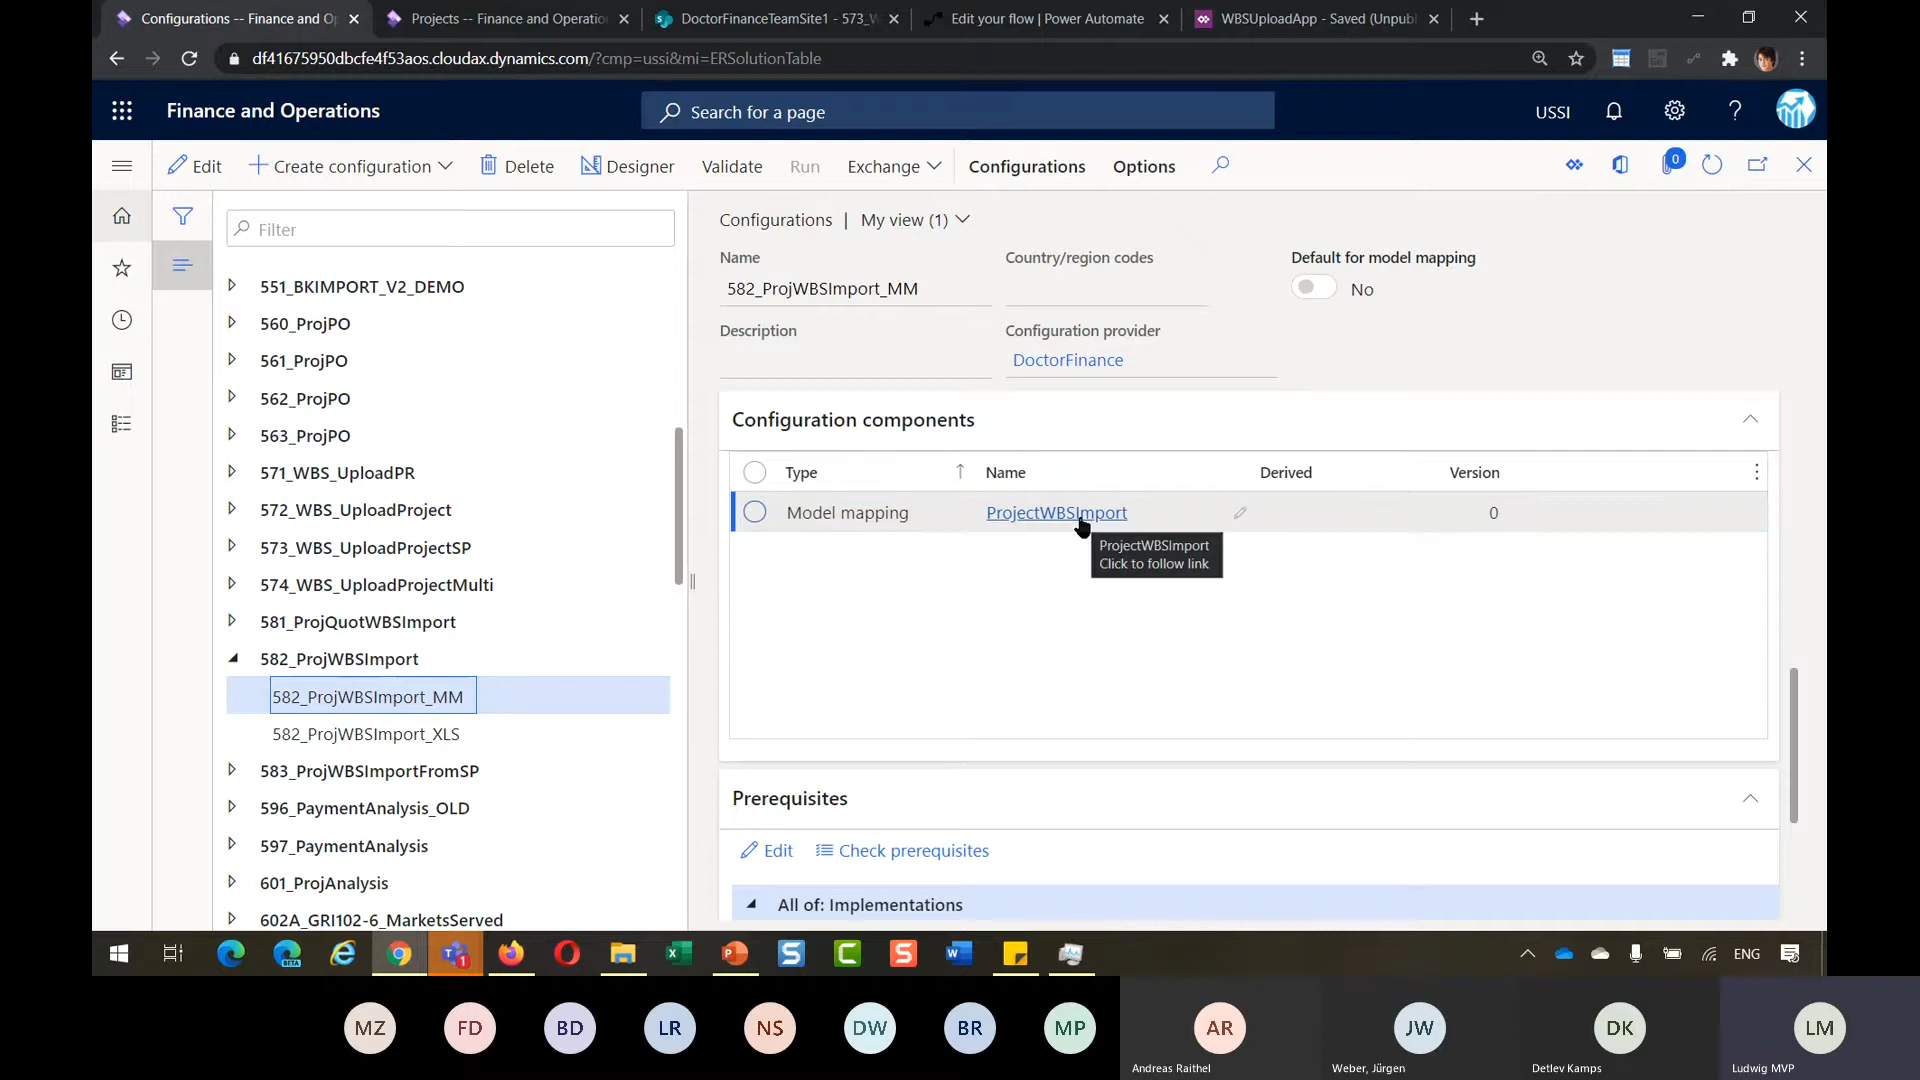 Configurations -- Finance and Op
Projects -- Finance and Operatio
DoctorFinanceTeamSite1 - 573_W
Edit your flow | Power Automate
WBSUploadApp - Saved (Unpubl
df41675950dbcfe4f53aos.cloudax.dynamics.com/?cmp=ussi&mi=ERSolutionTable
Finance and Operations
Search for a page
USSI
Edit
Create configuration
Delete
Designer
Validate
Run
Exchange
Configurations
Options
0
Filter
551_BKIMPORT_V2_DEMO
560_ProjPO
561_ProjPO
562_ProjPO
563_ProjPO
571_WBS_UploadPR
572_WBS_UploadProject
573_WBS_UploadProjectSP
574_WBS_UploadProjectMulti
581_ProjQuotWBSImport
582_ProjWBSImport
582_ProjWBSImport_MM
582_ProjWBSImport_XLS
583_ProjWBSImportFromSP
596_PaymentAnalysis_OLD
597_PaymentAnalysis
601_ProjAnalysis
602A_GRI102-6_MarketsServed
Configurations | My view (1)
Name
Country/region codes
Default for model mapping
582_ProjWBSImport_MM
No
Description
Configuration provider
DoctorFinance
Configuration components
Type
Name
Derived
Version
Model mapping
ProjectWBSImport
0
ProjectWBSImport
Click to follow link
Prerequisites
Edit
Check prerequisites
All of: Implementations
BETA
1
ENG
MZ
FD
BD
LR
NS
DW
BR
MP
AR
JW
DK
LM
Andreas Raithel
Weber, Jürgen
Detlev Kamps
Ludwig MVP